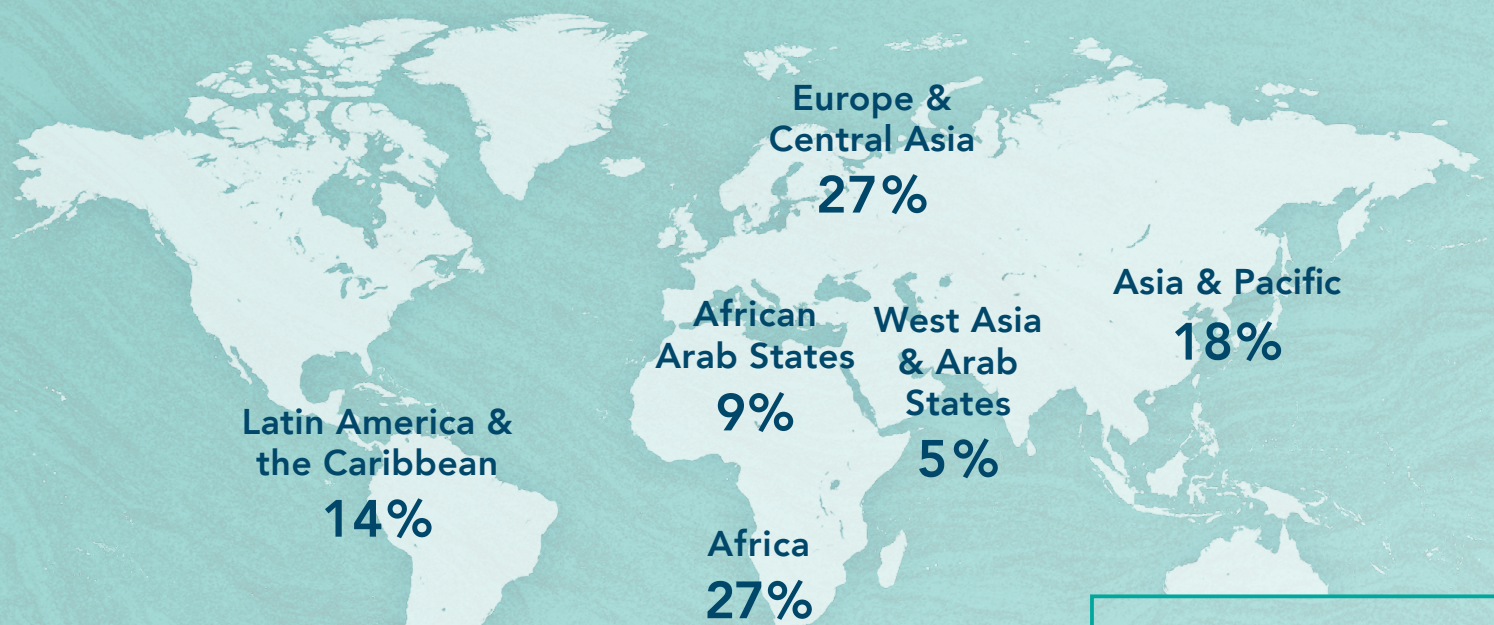 Europe &
Central Asia
27%
Asia & Pacific
18%
African
Arab States
9%
West Asia
& Arab
States
5%
Latin America &
the Caribbean
14%
Africa
27%